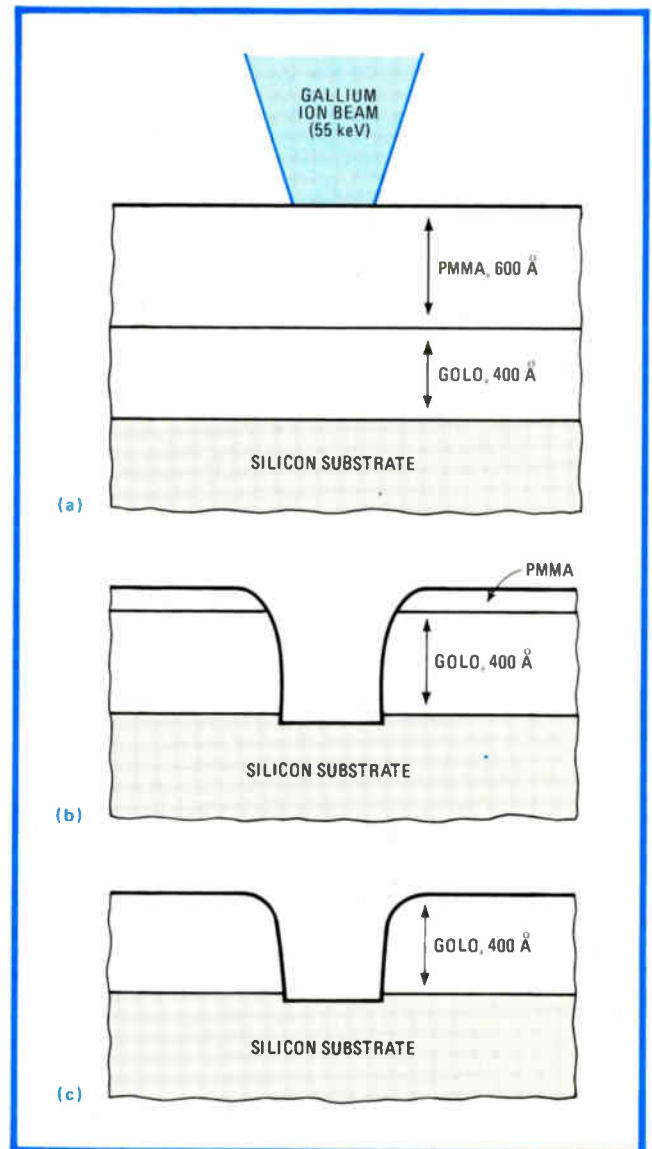 GALLIUM
ION BEAM
(55 keV)
PMMA, 600 Å
GOLO, 400 Å
SILICON SUBSTRATE
(a)
PMMA
GOLO, 400 Å
SILICON SUBSTRATE
(b)
GOLO, 400 Å
SILICON SUBSTRATE
(c)